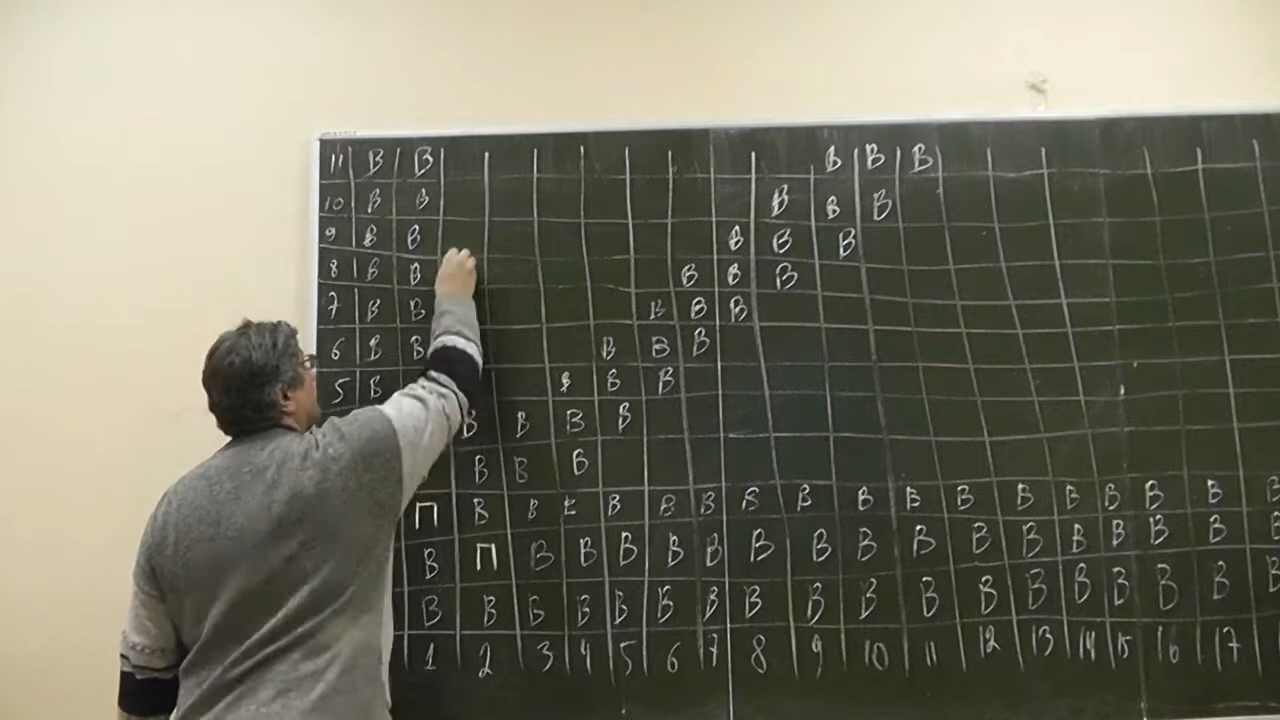 11 В В В В В
10 В В В В В
9 В В В В В
8 В В В В В
7 В В В В В
6 В В В В В
5 В В В В
В В В В
В В В
П В В В В В В В В В В В В В В В В В
В П В В В В В В В В В В В В В В В В
В В В В В В В В В В В В В В В В В В
1 2 3 4 5 6 7 8 9 10 11 12 13 14 15 16 17